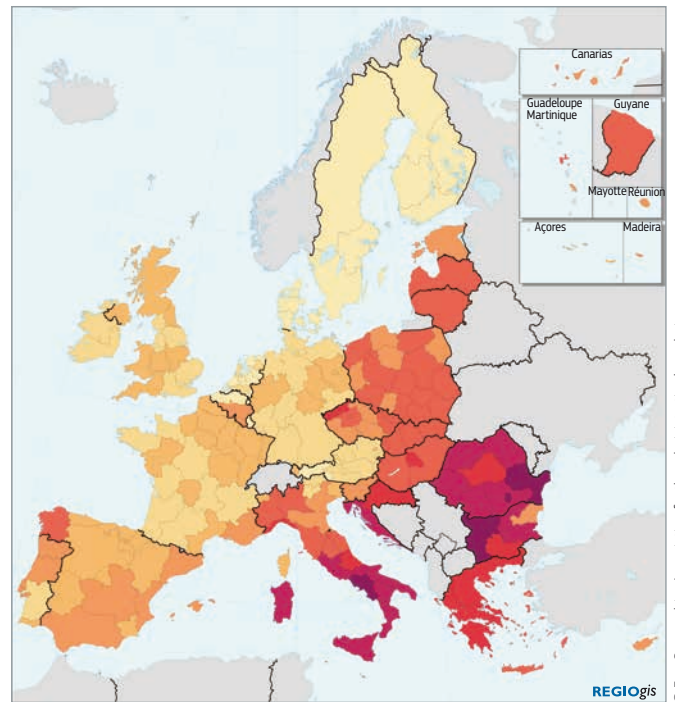 Canarias
Guadeloupe
Martinique
Guyane
Mayotte
Réunion
Açores
Madeira
REGIOgis